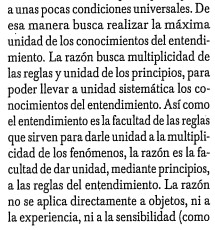 a unas pocas condiciones universales. De
esa manera busca realizar la máxima
unidad de los conocimientos del entendi-
miento. La razón busca multiplicidad de
las reglas y unidad de los principios, para
poder llevar a unidad sistemática los co-
nocimientos del entendimiento. Así como
el entendimiento es la facultad de las reglas
que sirven para darle unidad a la multipli-
cidad de los fenómenos, la razón es la fa-
cultad de dar unidad, mediante principios,
a las reglas del entendimiento. La razón
no se aplica directamente a objetos, ni a
la experiencia, ni a la sensibilidad (como